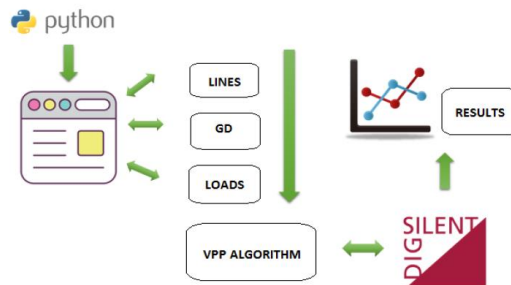 python
LINES
GD
LOADS
VPP ALGORITHM
RESULTS
SILENT
DIG